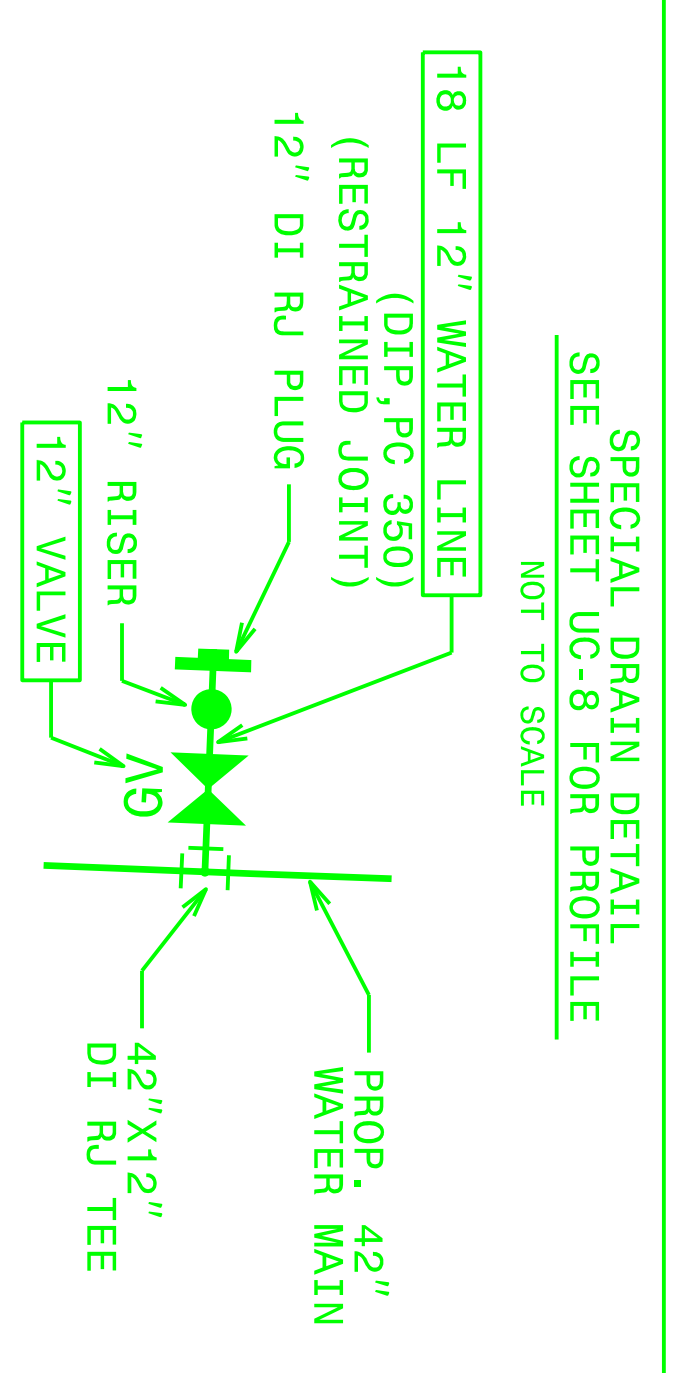 SPECIAL DRAIN DETAIL
SEE SHEET UC-8 FOR PROFILE
NOT TO SCALE
18 LF 12" WATER LINE
(DIP,PC 350)
(RESTRAINED JOINT)
12" DI RJ PLUG
12" RISER
12" VALVE
GV
PROP. 42"
WATER MAIN
42"X12"
DI RJ TEE